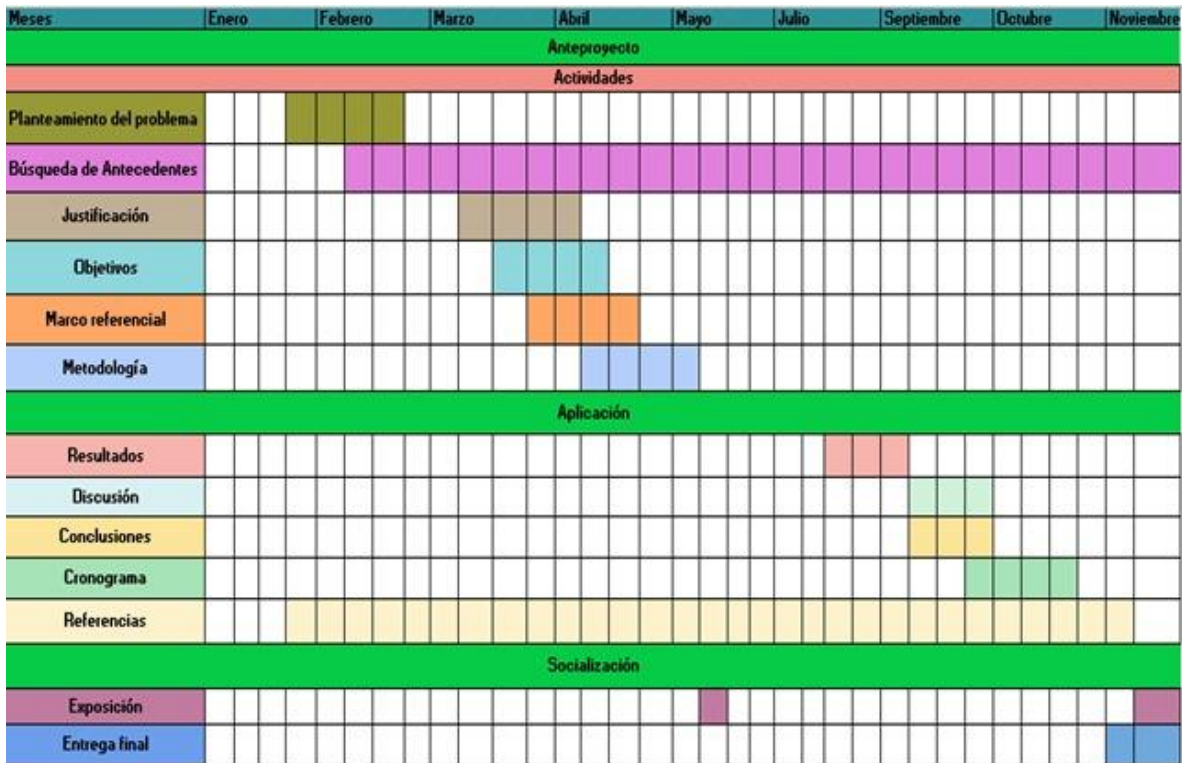 Meses Enero Febrero Marzo Abril Mayo Julio Septiembre Octubre Noviembre
Anteproyecto
Actividades
Planteamiento del problema
Búsqueda de Antecedentes
Justificación
Objetivos
Marco referencial
Metodología
Aplicación
Resultados
Discusión
Conclusiones
Cronograma
Referencias
Socialización
Exposición
Entrega final